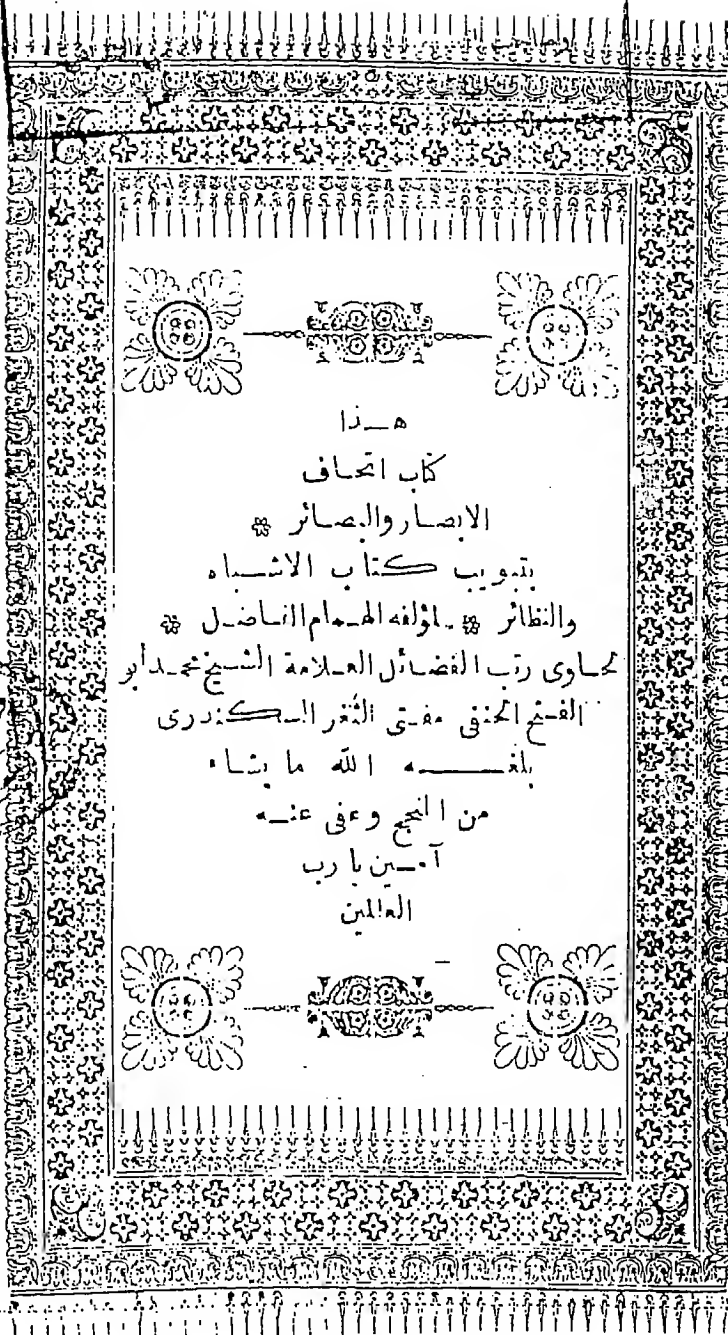 هذا
كتاب اتحاف
الابصار والبصائر
بتبويب كتاب الاشباه
والنظائر لمؤلفه الهمام الفاضل
الحاوى رتب الفضائل العلامة الشيخ محمد أبو
الفتح الحنفى مفتى الثغر السكندرى
بلغه الله ما يشاء
من النجح وعفى عنه
آمين يا رب
العالمين